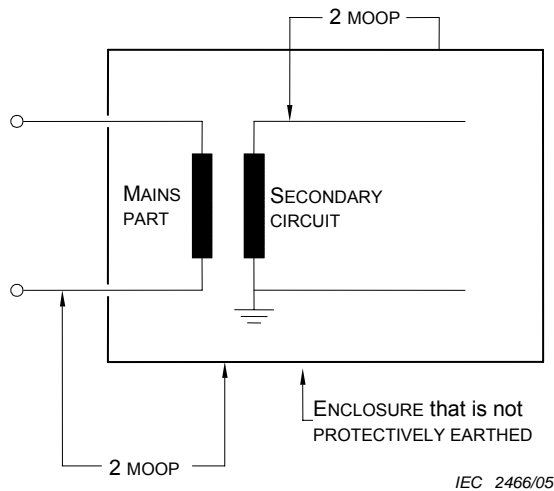 2 MOOP
MAINS
PART
SECONDARY
CIRCUIT
ENCLOSURE that is not
PROTECTIVELY EARTHED
2 MOOP
IEC 2466/05